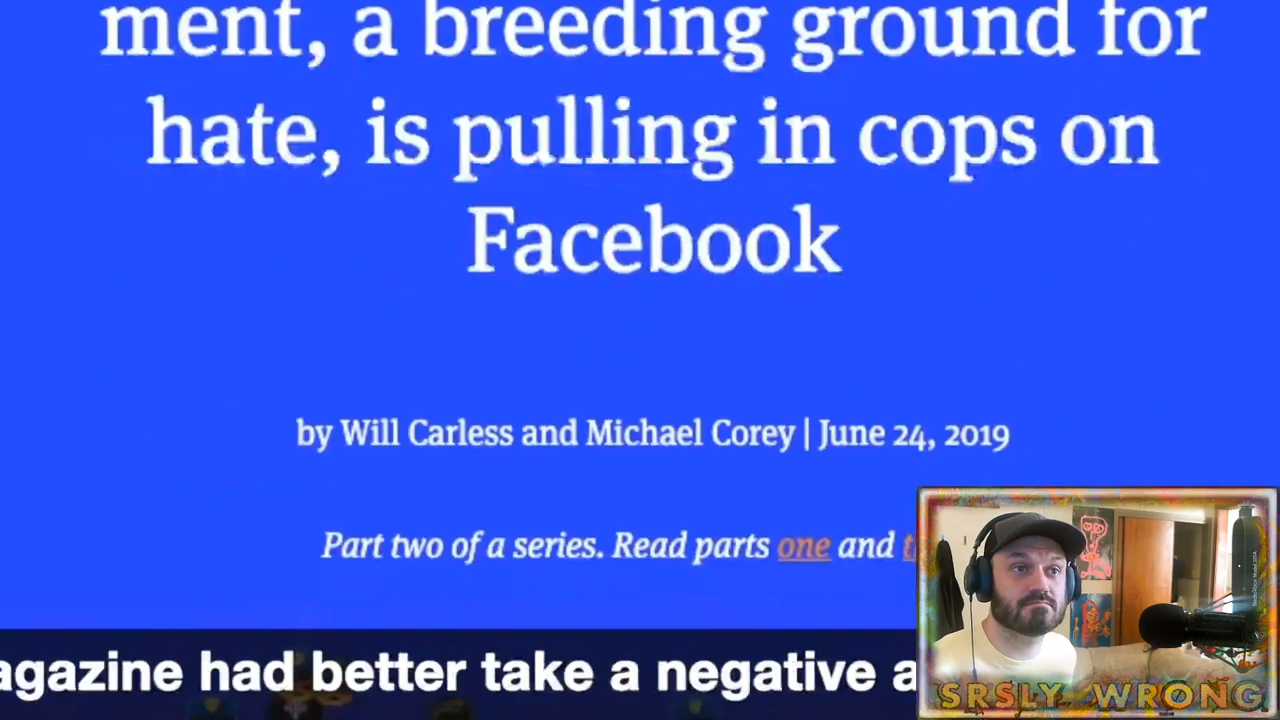 ment, a breeding ground for
hate, is pulling in cops on
Facebook
by Will Carless and Michael Corey | June 24, 2019
Part two of a series. Read parts one and
agazine had better take a negative a
SRSLY WRONG